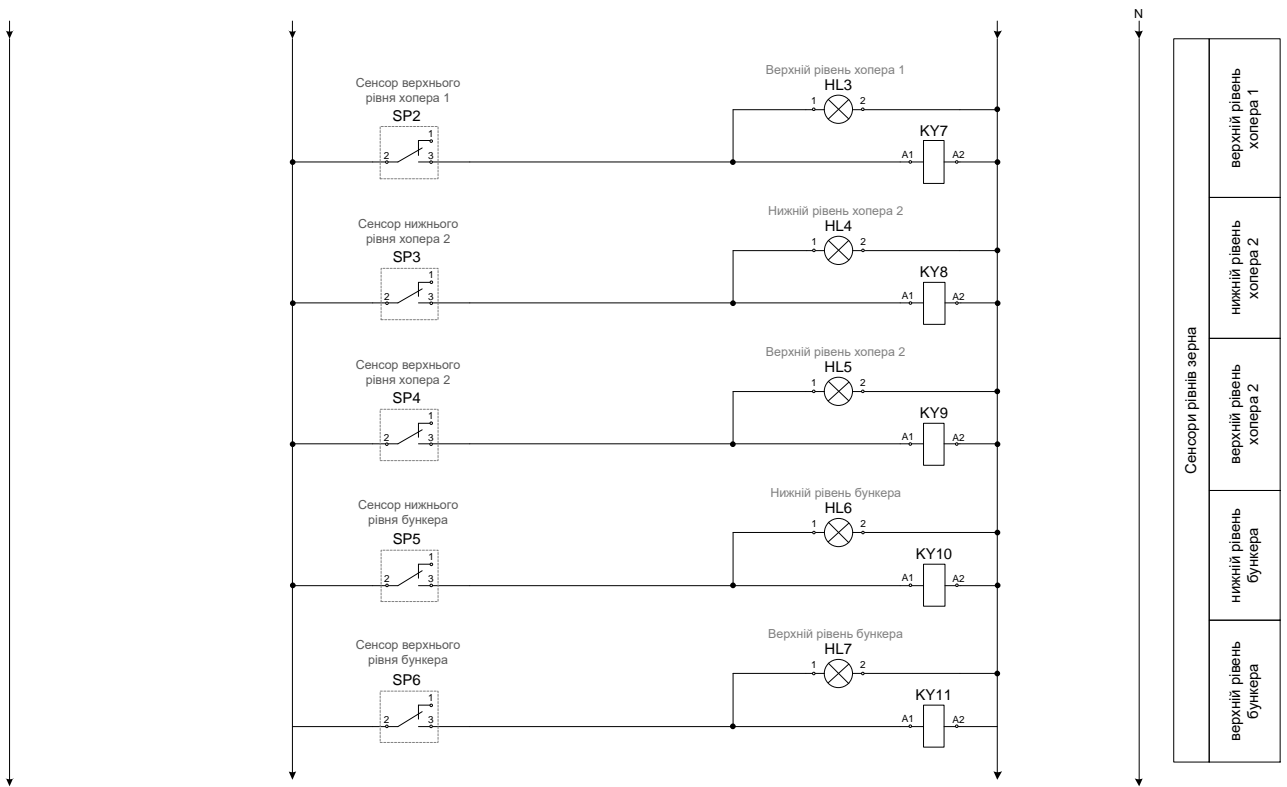 N
Сенсор верхнього
рівня хопера 1
SP2
1
2
3
Верхній рівень хопера 1
HL3
1
2
KY7
A1
A2
Сенсор нижнього
рівня хопера 2
SP3
1
2
3
Нижній рівень хопера 2
HL4
1
2
KY8
A1
A2
Сенсор верхнього
рівня хопера 2
SP4
1
2
3
Верхній рівень хопера 2
HL5
1
2
KY9
A1
A2
Сенсор нижнього
рівня бункера
SP5
1
2
3
Нижній рівень бункера
HL6
1
2
KY10
A1
A2
Сенсор верхнього
рівня бункера
SP6
1
2
3
Верхній рівень бункера
HL7
1
2
KY11
A1
A2
Сенсори рівнів зерна
верхній рівень
хопера 1
нижній рівень
хопера 2
верхній рівень
хопера 2
нижній рівень
бункера
верхній рівень
бункера